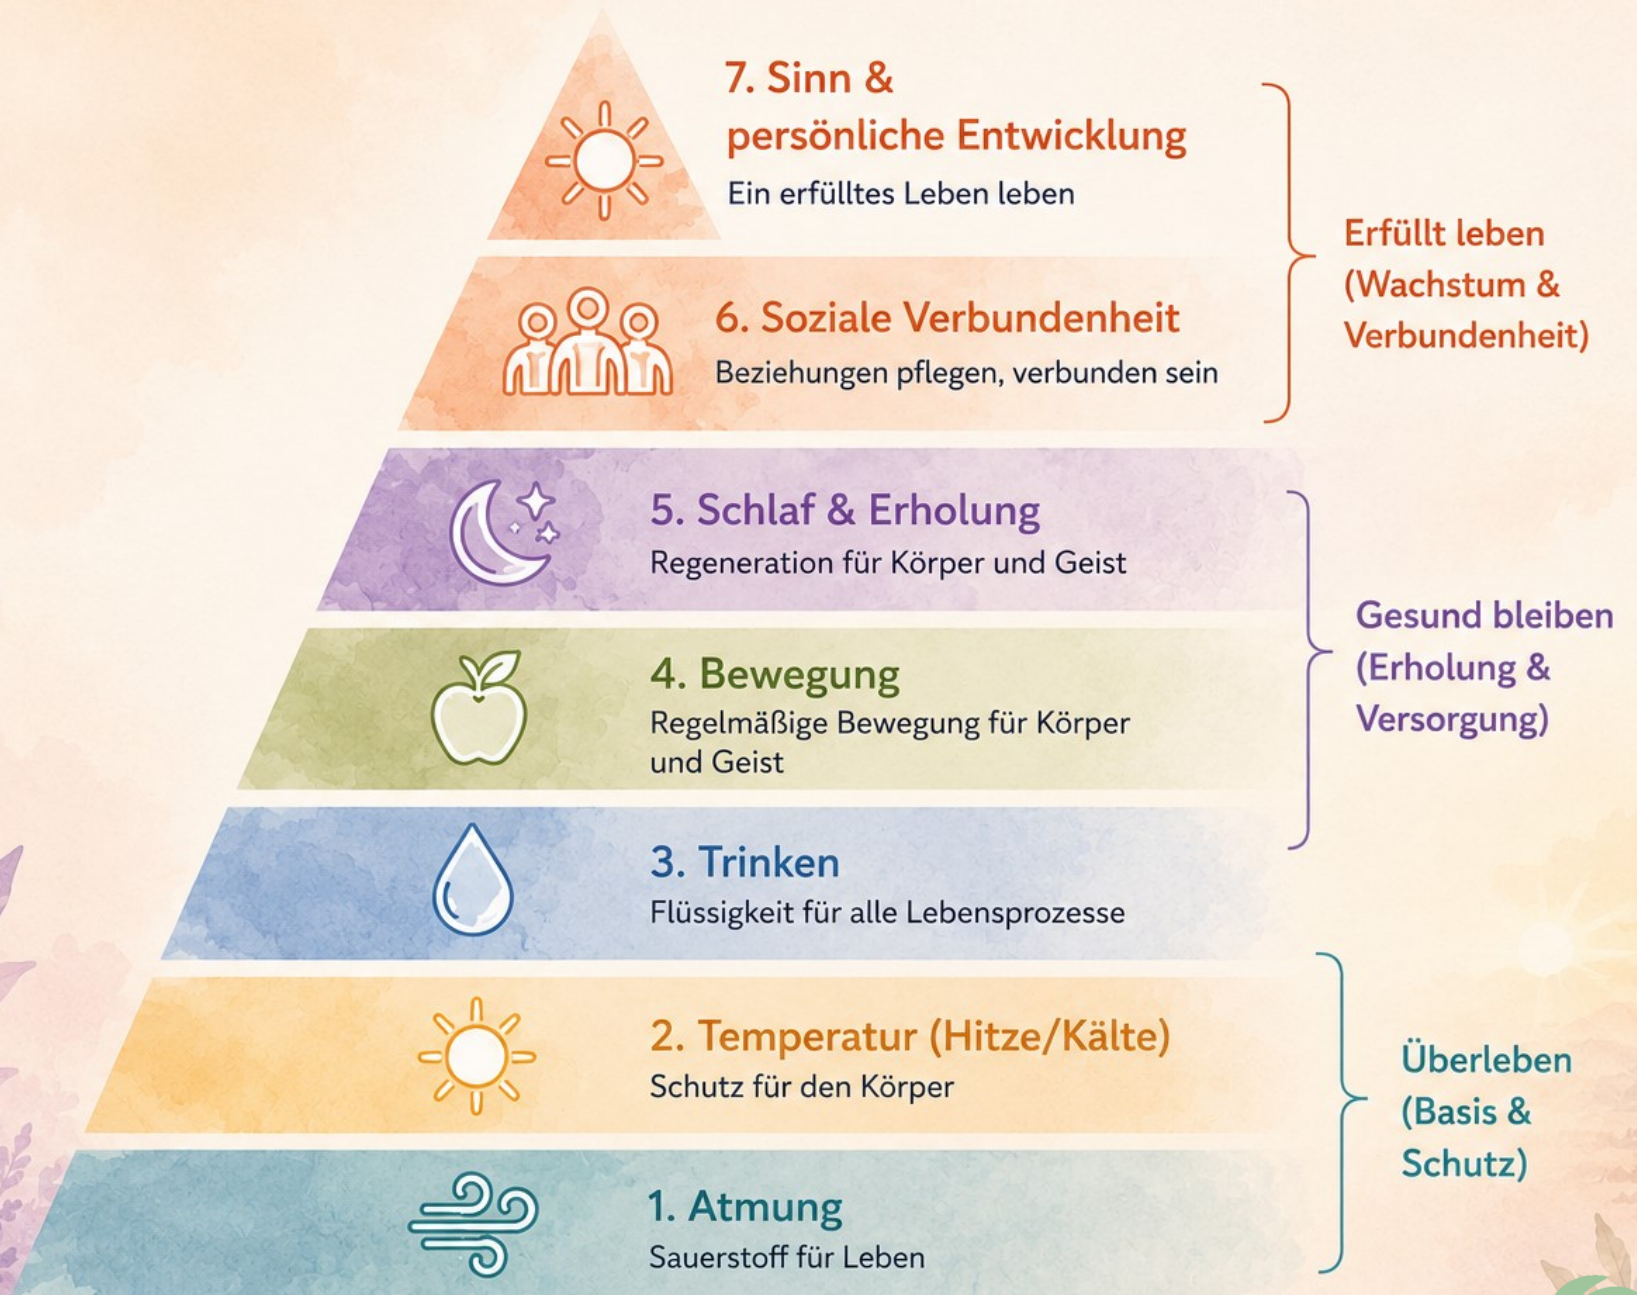 7. Sinn &
persönliche Entwicklung
Ein erfülltes Leben leben
6. Soziale Verbundenheit
Beziehungen pflegen, verbunden sein
Erfüllt leben
(Wachstum &
Verbundenheit)
5. Schlaf & Erholung
Regeneration für Körper und Geist
4. Bewegung
Regelmäßige Bewegung für Körper
und Geist
3. Trinken
Flüssigkeit für alle Lebensprozesse
Gesund bleiben
(Erholung &
Versorgung)
2. Temperatur (Hitze/Kälte)
Schutz für den Körper
1. Atmung
Sauerstoff für Leben
Überleben
(Basis &
Schutz)